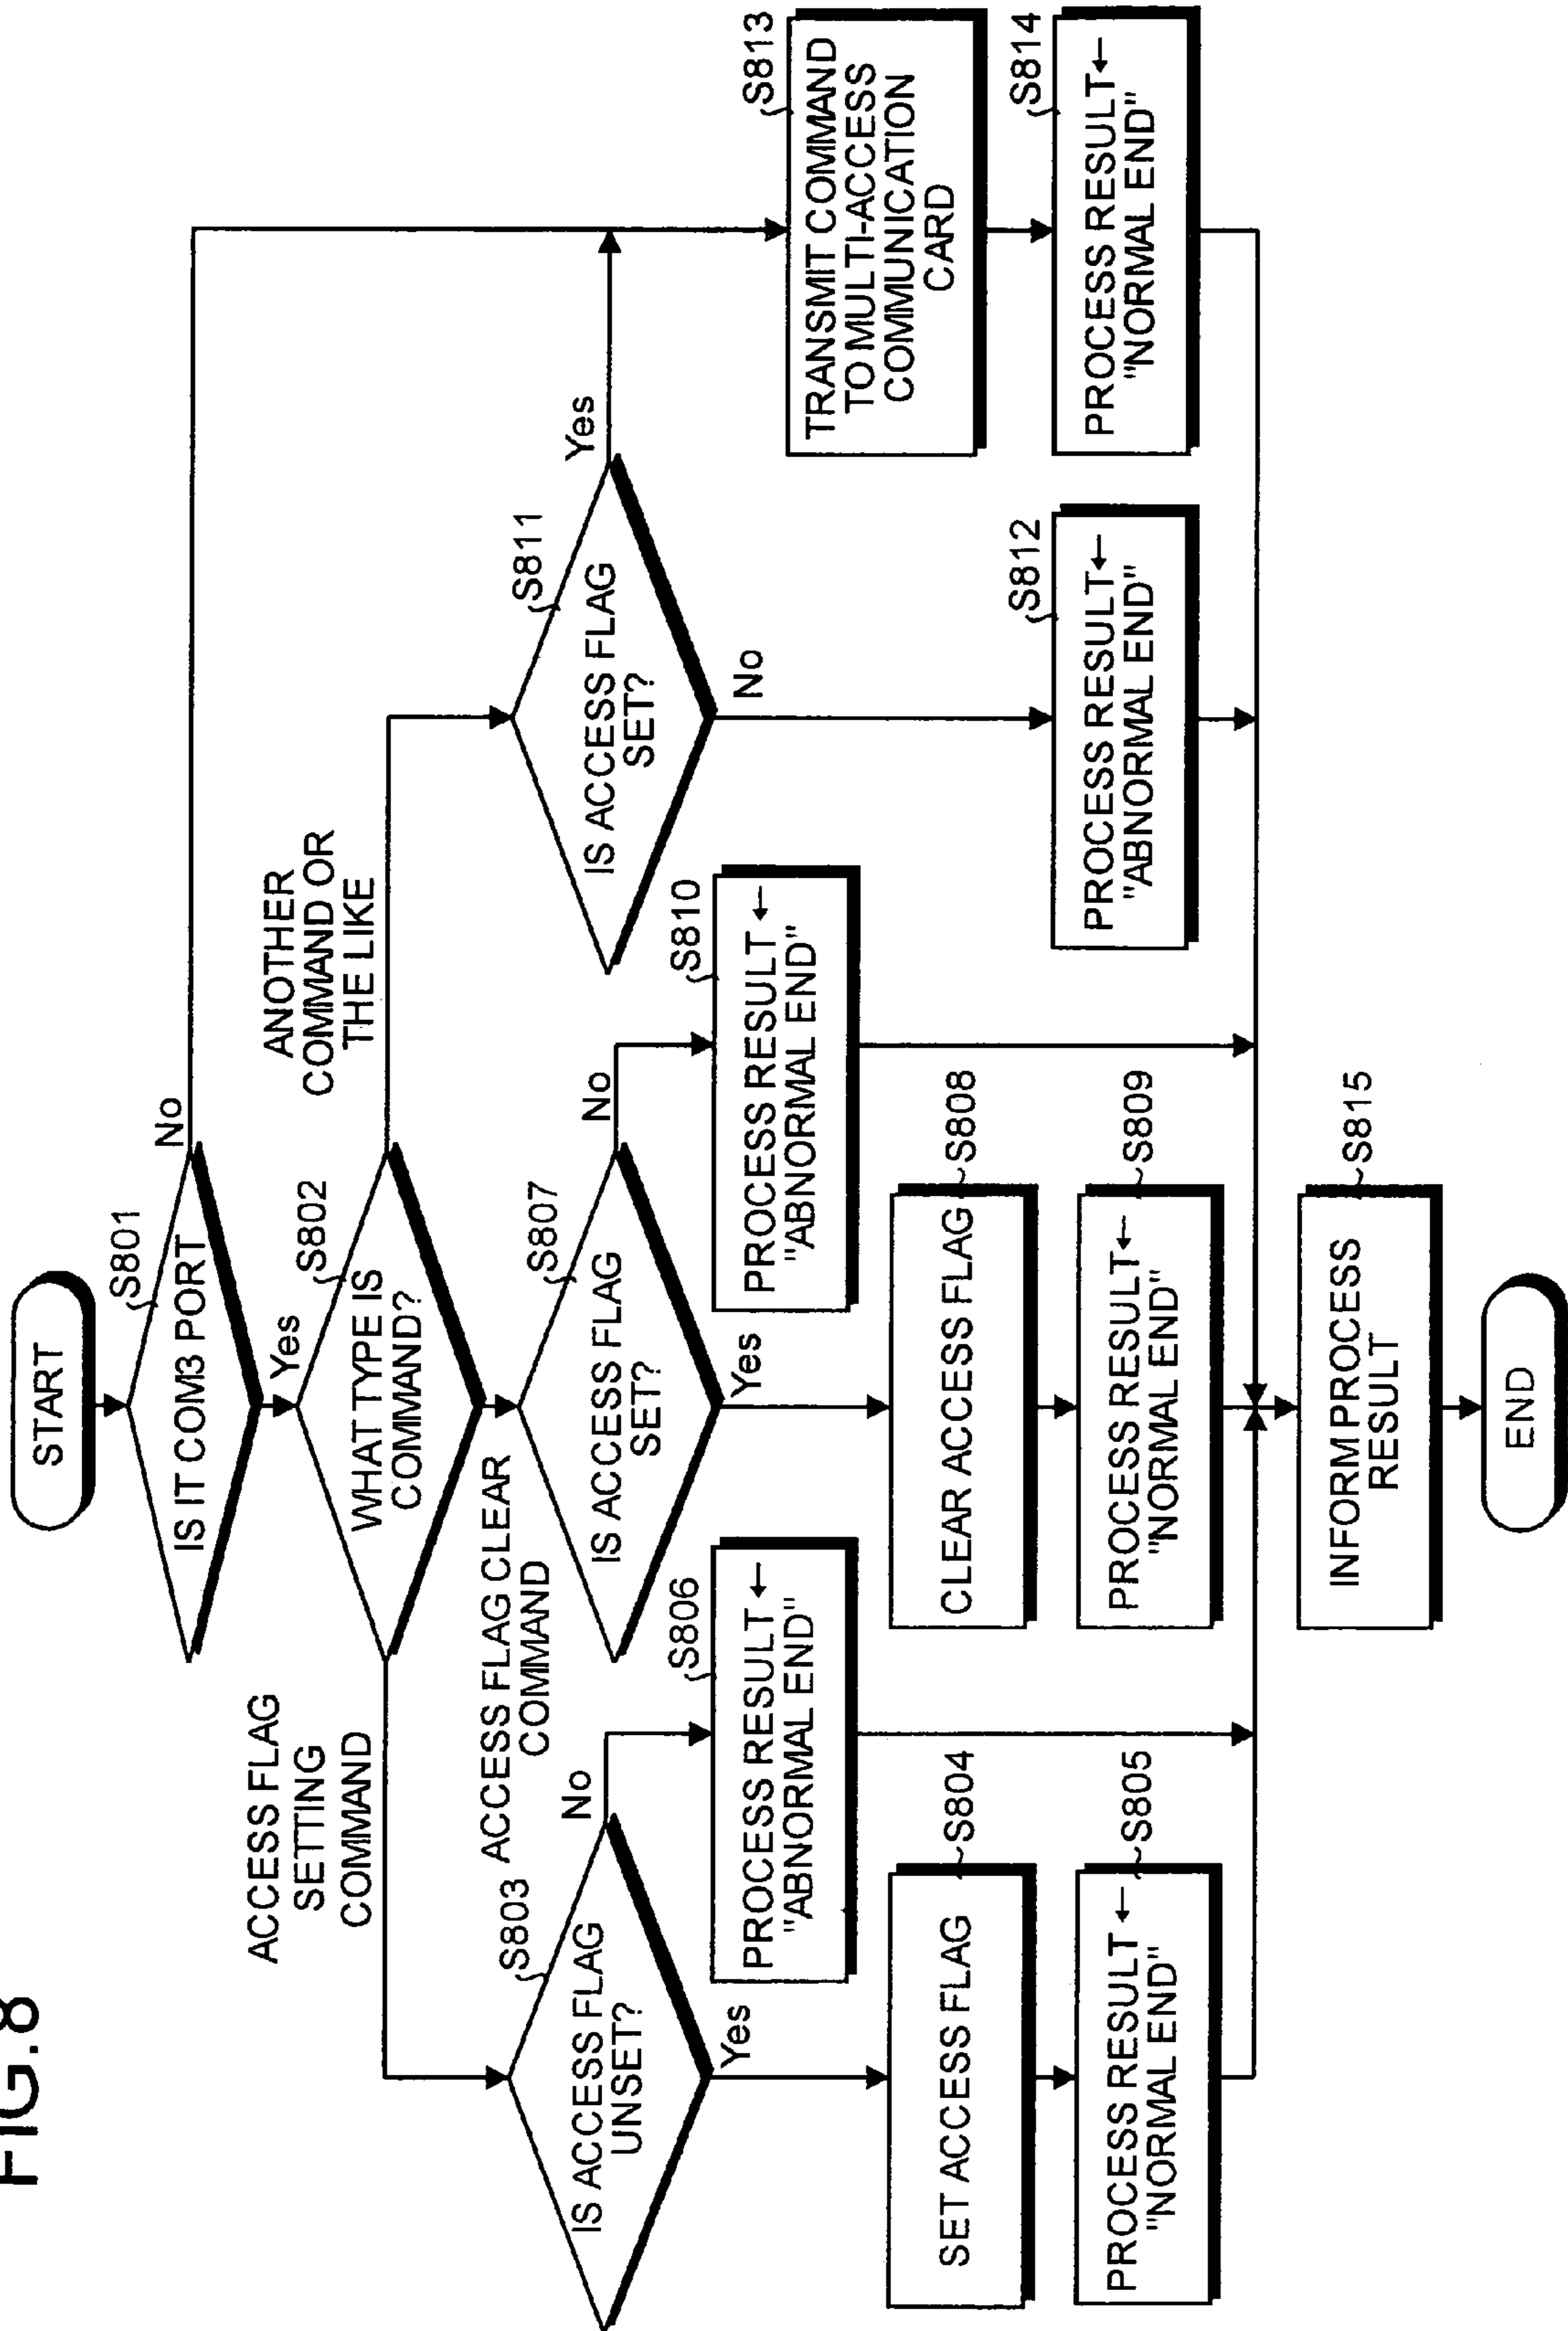 FIG.8
START
S801
IS IT COM3 PORT
No
Yes
S802
WHAT TYPE IS
COMMAND?
ACCESS FLAG
SETTING
COMMAND
ACCESS FLAG CLEAR
COMMAND
ANOTHER
COMMAND OR
THE LIKE
S803
IS ACCESS FLAG
UNSET?
No
Yes
S807
IS ACCESS FLAG
SET?
No
Yes
S811
IS ACCESS FLAG
SET?
Yes
No
S806
PROCESS RESULT ←
"ABNORMAL END"
S810
PROCESS RESULT ←
"ABNORMAL END"
S813
TRANSMIT COMMAND
TO MULTI-ACCESS
COMMUNICATION
CARD
S804
SET ACCESS FLAG
S808
CLEAR ACCESS FLAG
S805
PROCESS RESULT ←
"NORMAL END"
S809
PROCESS RESULT ←
"NORMAL END"
S812
PROCESS RESULT ←
"ABNORMAL END"
S814
PROCESS RESULT ←
"NORMAL END"
S815
INFORM PROCESS
RESULT
END